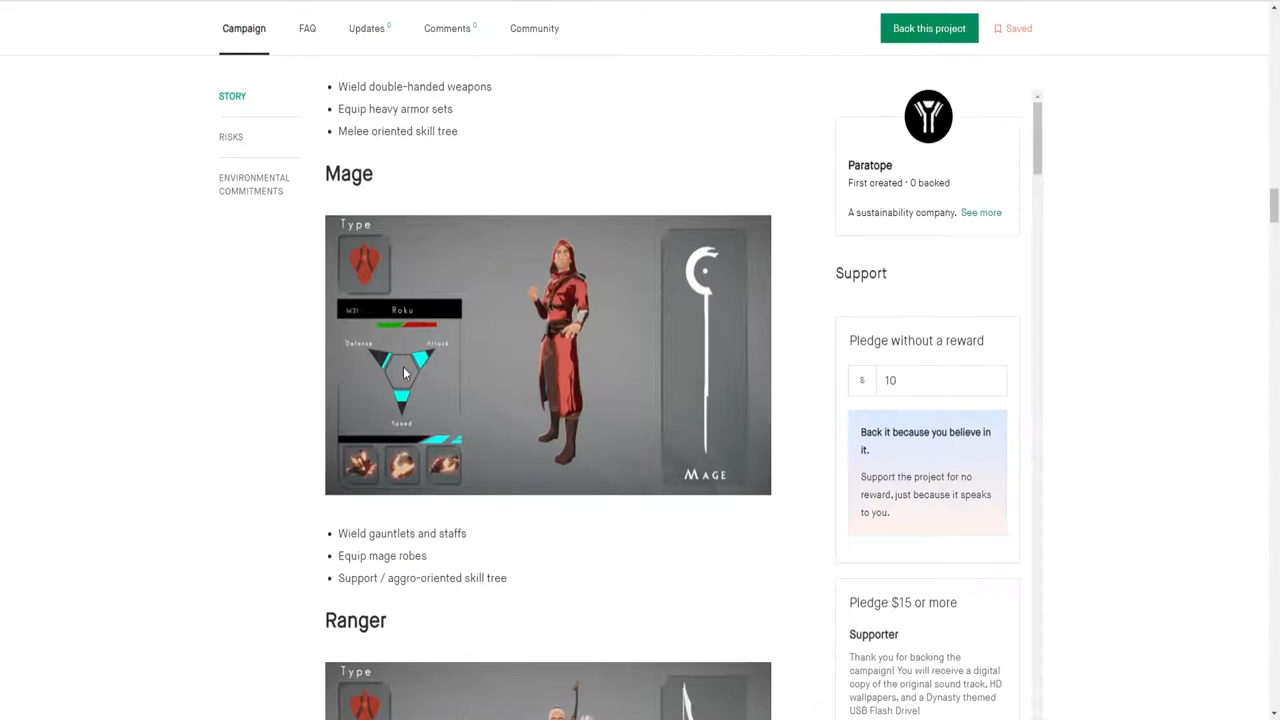 Campaign
FAQ
Updates 0
Comments 0
Community
Back this project
Saved
STORY
RISKS
ENVIRONMENTAL
COMMITMENTS
Wield double-handed weapons
Equip heavy armor sets
Melee oriented skill tree
Mage
Type
M31 Roku
Defense
Attack
Speed
MAGE
Wield gauntlets and staffs
Equip mage robes
Support / aggro-oriented skill tree
Ranger
Type
Paratope
First created · 0 backed
A sustainability company. See more
Support
Pledge without a reward
$ 10
Back it because you believe in
it.
Support the project for no
reward, just because it speaks
to you.
Pledge $15 or more
Supporter
Thank you for backing the
campaign! You will receive a digital
copy of the original sound track, HD
wallpapers, and a Dynasty themed
USB Flash Drive!